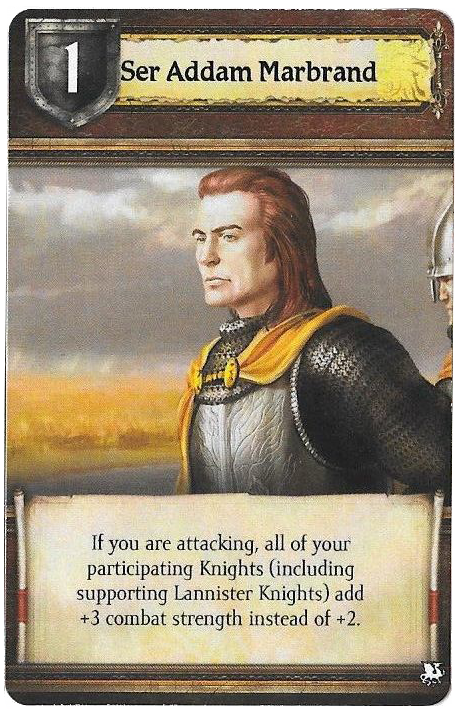 1
Ser Addam Marbrand
If you are attacking, all of your
participating Knights (including
supporting Lannister Knights) add
+3 combat strength instead of +2.